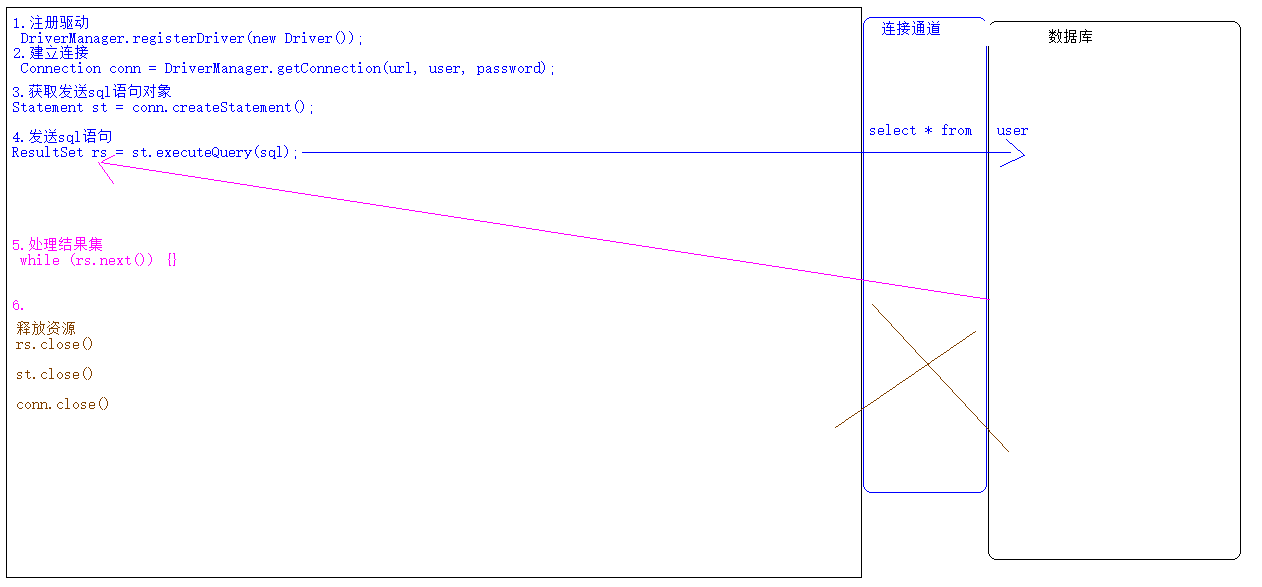 1.注册驱动
DriverManager.registerDriver(new Driver());
2.建立连接
Connection conn = DriverManager.getConnection(url, user, password);
3.获取发送sql语句对象
Statement st = conn.createStatement();
4.发送sql语句
ResultSet rs = st.executeQuery(sql);
5.处理结果集
while (rs.next()) {}
6.
释放资源
rs.close()
st.close()
conn.close()
连接通道
select * from user
数据库